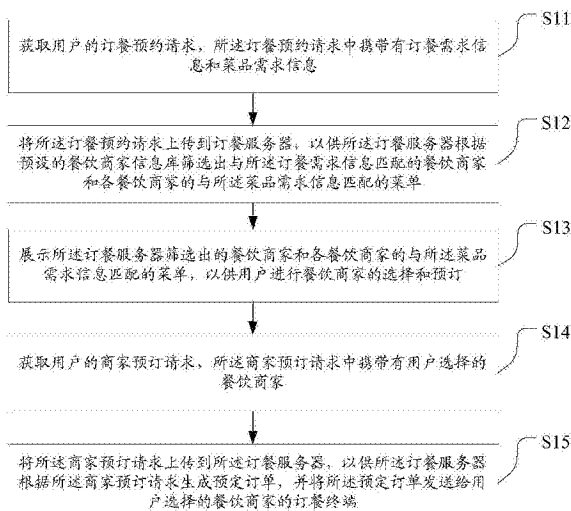 S11
获取用户的订餐预约请求，所述订餐预约请求中携带有订餐需求信
息和菜品需求信息
S12
将所述订餐预约请求上传到订餐服务器，以供所述订餐服务器根据
预设的餐饮商家信息库筛选出与所述订餐需求信息匹配的餐饮商家
和各餐饮商家的与所述菜品需求信息匹配的菜单
S13
展示所述订餐服务器筛选出的餐饮商家和各餐饮商家的与所述菜品
需求信息匹配的菜单，以供用户进行餐饮商家的选择和预订
S14
获取用户的商家预订请求，所述商家预订请求中携带有用户选择的
餐饮商家
S15
将所述商家预订请求上传到所述订餐服务器，以供所述订餐服务器
根据所述商家预订请求生成预定订单，并将所述预定订单发送给用
户选择的餐饮商家的订餐终端